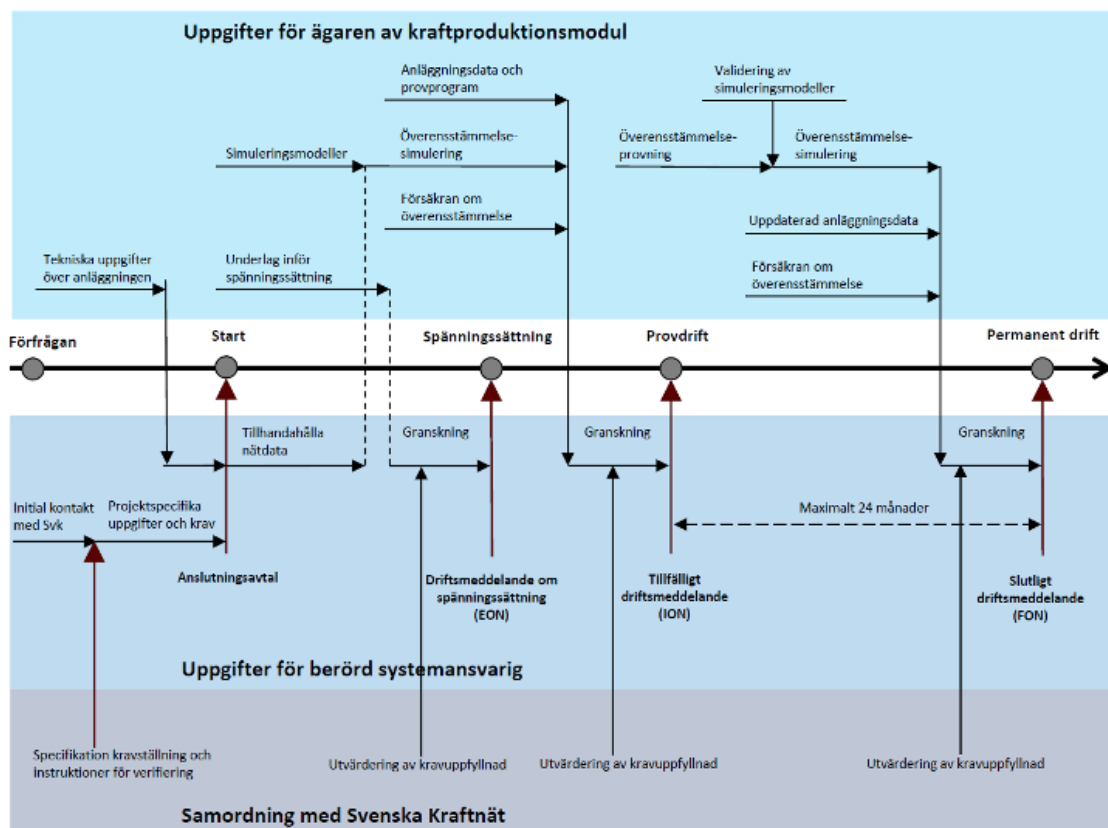 Uppgifter för ägaren av kraftproduktionsmodul
Anläggningsdata och
provprogram
Validering av
simuleringsmodeller
Simuleringsmodeller
Överensstämmelse-
simulering
Överensstämmelse-
provning
Överensstämmelse-
simulering
Försäkran om
överensstämmelse
Uppdaterad anläggningsdata
Tekniska uppgifter
över anläggningen
Underlag inför
spänningssättning
Försäkran om
överensstämmelse
Förfrågan
Start
Spänningssättning
Provdrift
Permanent drift
Tillhandahålla
nätdata
Granskning
Granskning
Granskning
Initial kontakt
med Svk
Projektspecifika
uppgifter och krav
Maximalt 24 månader
Anslutningsavtal
Driftsmeddelande om
spänningssättning
(EON)
Tillfälligt
driftsmeddelande
(ION)
Slutligt
driftsmeddelande
(FON)
Uppgifter för berörd systemansvarig
Specifikation kravställning och
instruktioner för verifiering
Utvärdering av kravuppfyllnad
Utvärdering av kravuppfyllnad
Utvärdering av kravuppfyllnad
Samordning med Svenska Kraftnät